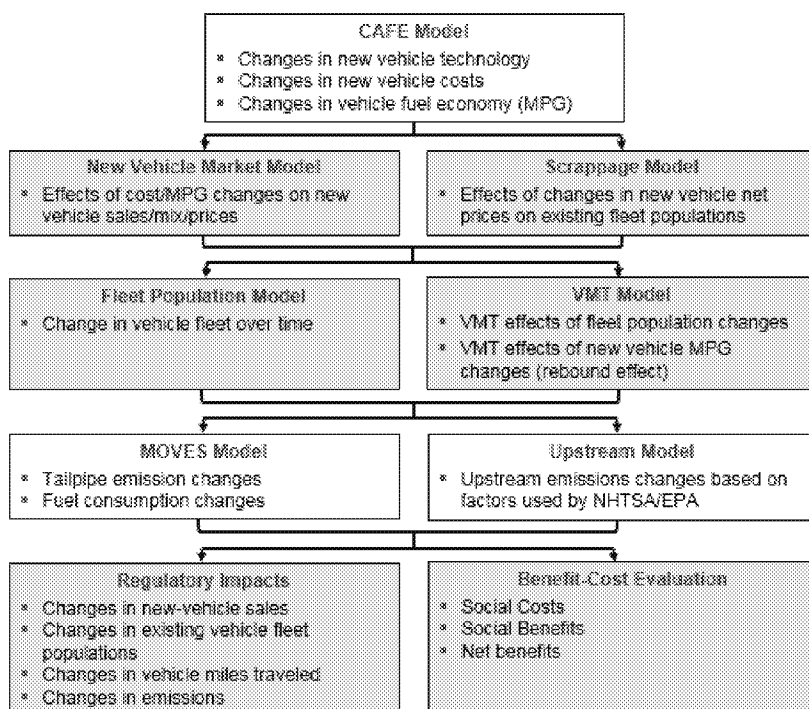 CAFE Model
▪ Changes in new vehicle technology
▪ Changes in new vehicle costs
▪ Changes in vehicle fuel economy (MPG)
New Vehicle Market Model
▪ Effects of cost/MPG changes on new
vehicle sales/mix/prices
Scrappage Model
▪ Effects of changes in new vehicle net
prices on existing fleet populations
Fleet Population Model
▪ Change in vehicle fleet over time
VMT Model
▪ VMT effects of fleet population changes
▪ VMT effects of new vehicle MPG
changes (rebound effect)
MOVES Model
▪ Tailpipe emission changes
▪ Fuel consumption changes
Upstream Model
▪ Upstream emissions changes based on
factors used by NHTSA/EPA
Regulatory Impacts
▪ Changes in new-vehicle sales
▪ Changes in existing vehicle fleet
populations
▪ Changes in vehicle miles traveled
▪ Changes in emissions
Benefit-Cost Evaluation
▪ Social Costs
▪ Social Benefits
▪ Net benefits